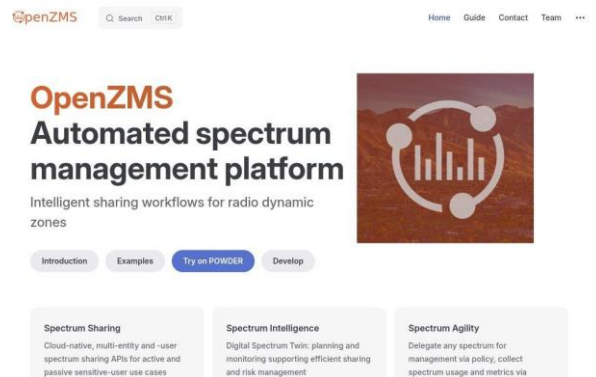 OpenZMS
Search Ctrl K
Home Guide Contact Team
OpenZMS
Automated spectrum
management platform
Intelligent sharing workflows for radio dynamic
zones
Introduction Examples Try on POWDER Develop
Spectrum Sharing
Cloud-native, multi-entity and -user
spectrum sharing APIs for active and
passive sensitive-user use cases
Spectrum Intelligence
Digital Spectrum Twin: planning and
monitoring supporting efficient sharing
and risk management
Spectrum Agility
Delegate any spectrum for
management via policy, collect
spectrum usage and metrics via